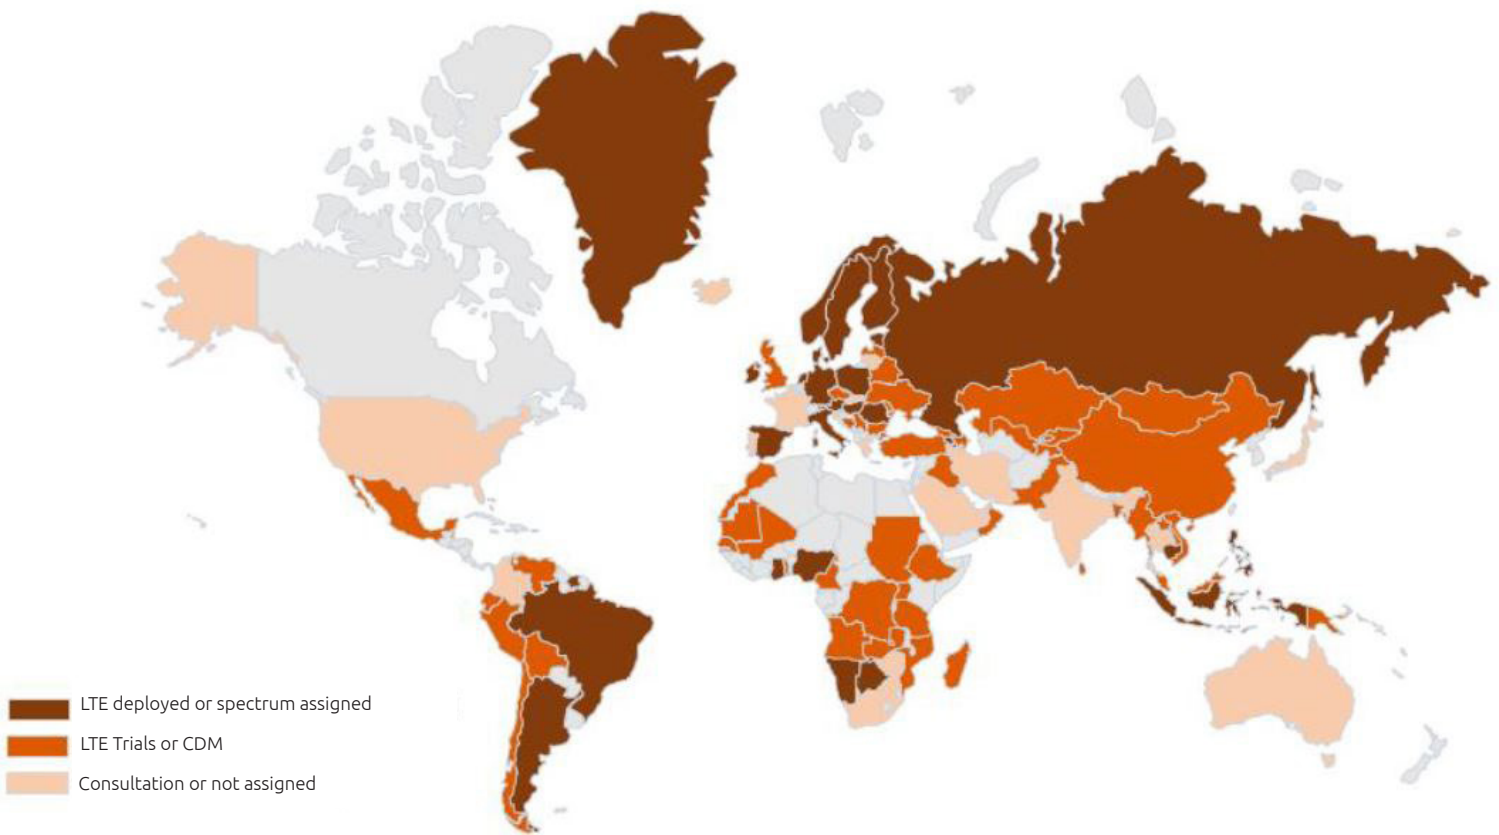 LTE deployed or spectrum assigned
LTE Trials or CDM
Consultation or not assigned